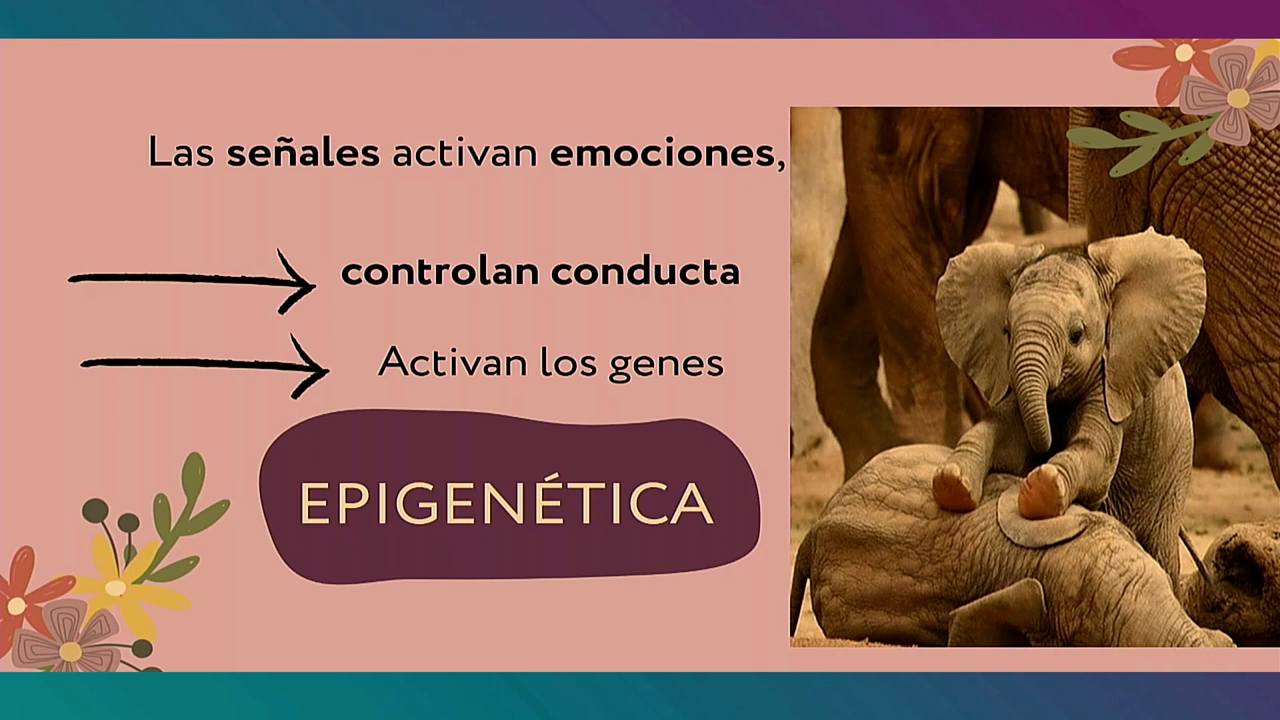 Las señales activan emociones,
controlan conducta
Activan los genes
EPIGENÉTICA